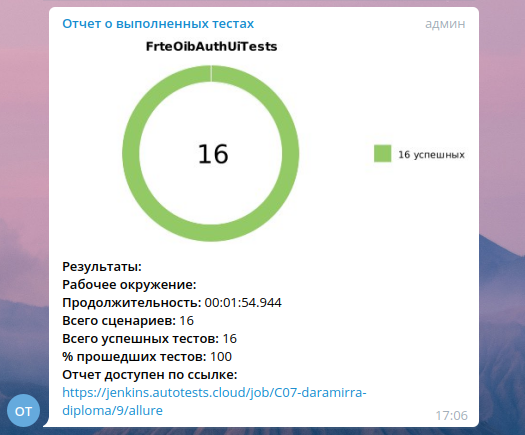 Отчет о выполненных тестах
админ
FrteOibAuthUiTests
16
16 успешных
Результаты:
Рабочее окружение:
Продолжительность: 00:01:54.944
Всего сценариев: 16
Всего успешных тестов: 16
% прошедших тестов: 100
Отчет доступен по ссылке:
https://jenkins.autotests.cloud/job/C07-daramirra-
diploma/9/allure
ОТ
17:06